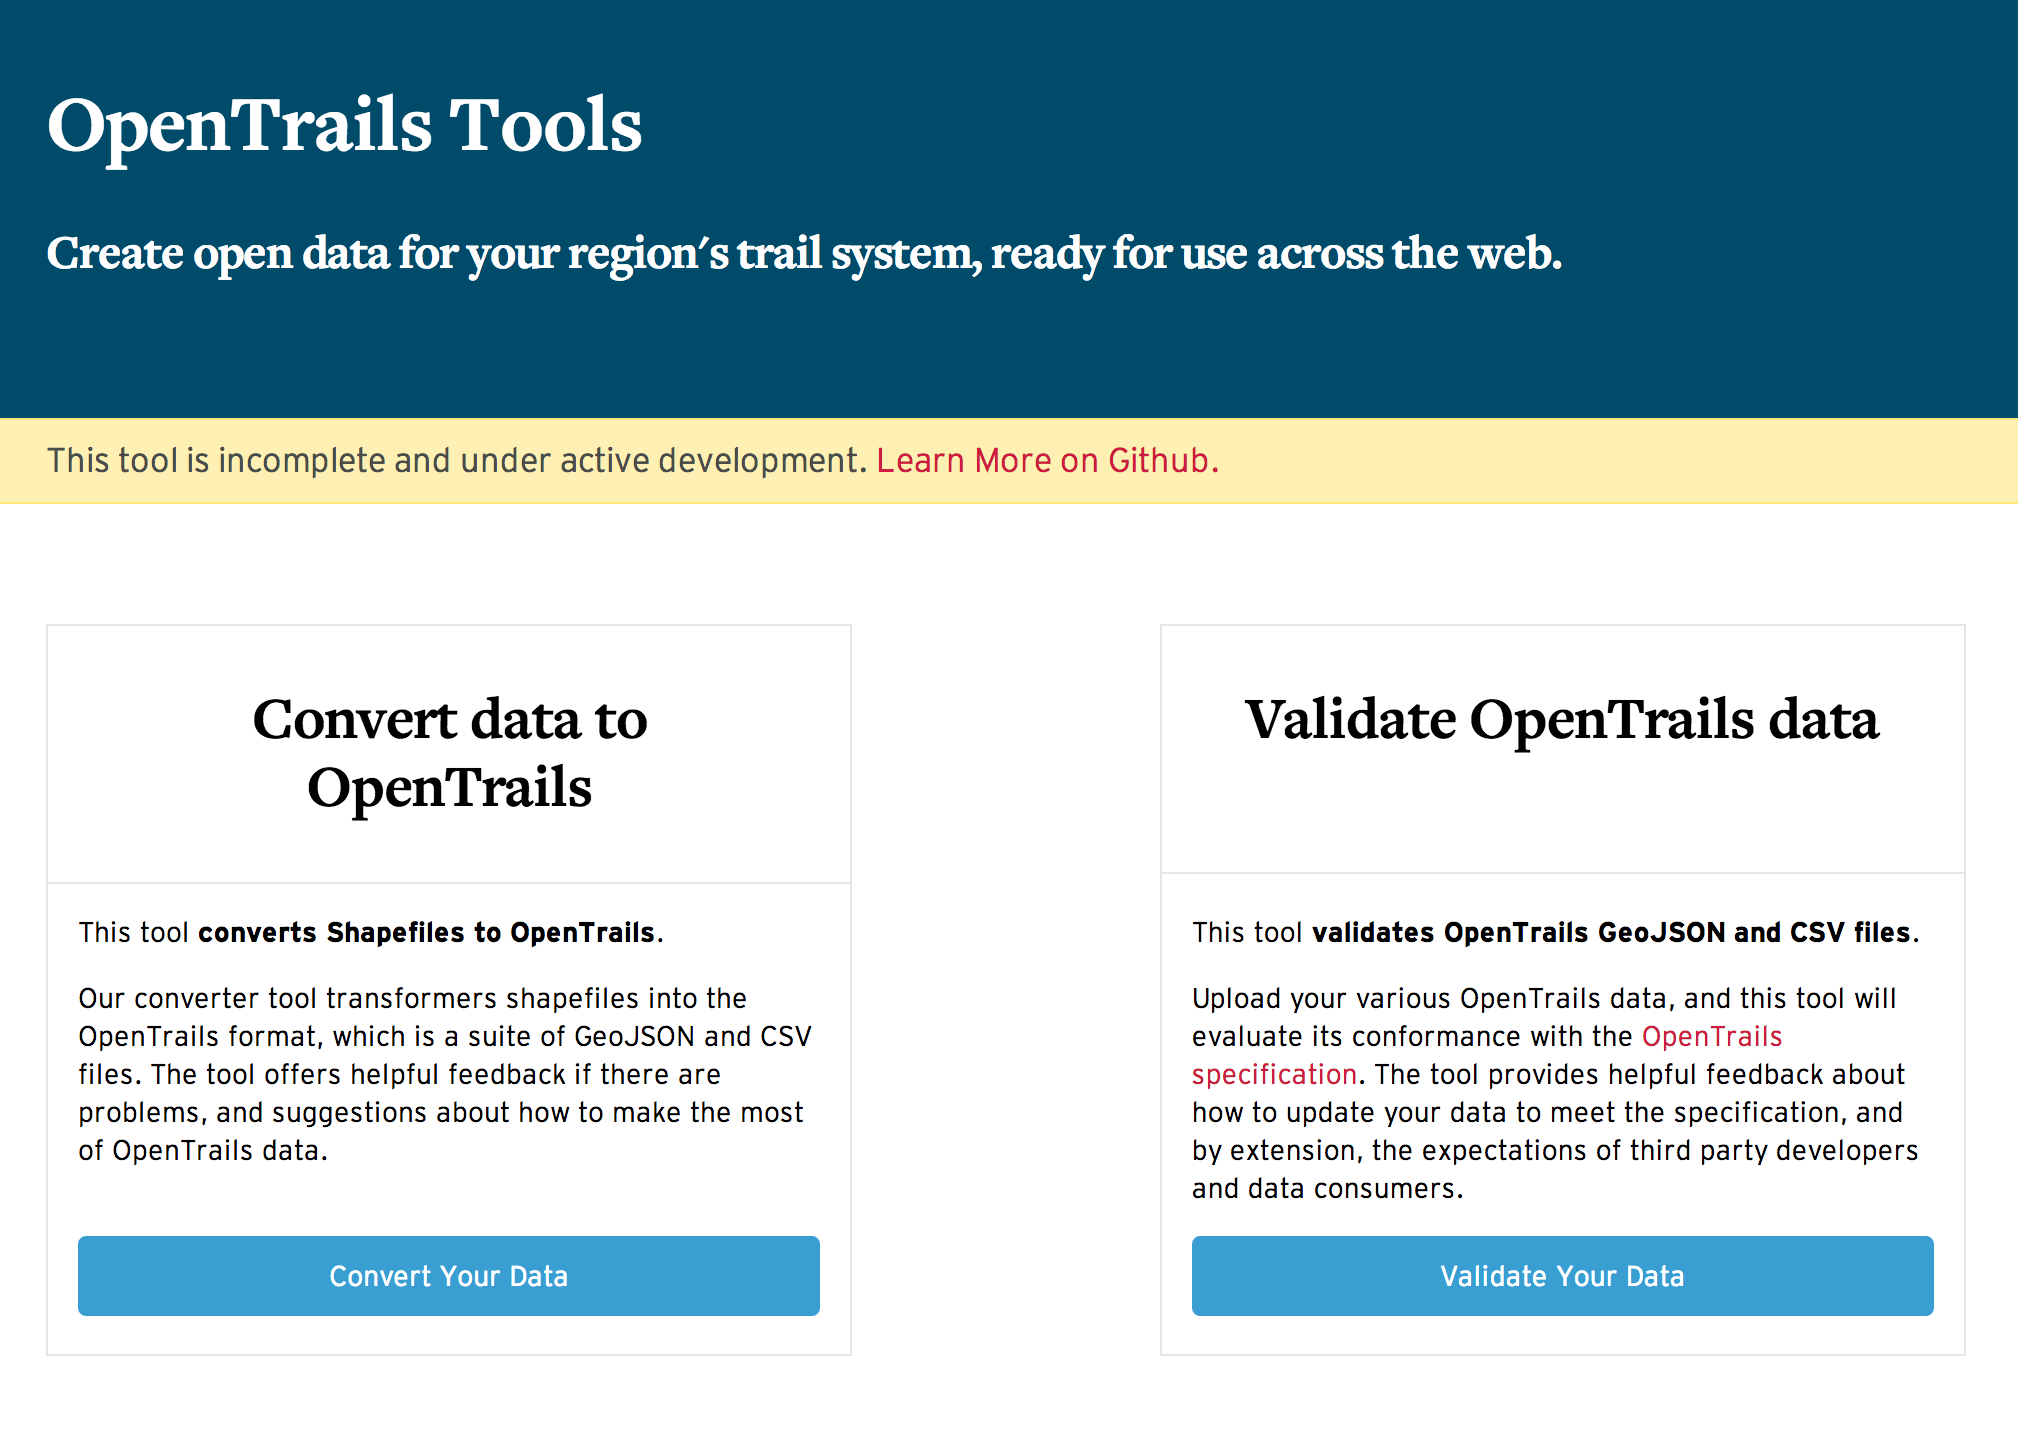 OpenTrails Tools
Create open data for your region's trail system, ready for use across the web.
This tool is incomplete and under active development. Learn More on Github.
Convert data to
OpenTrails
This tool converts Shapefiles to OpenTrails.
Our converter tool transformers shapefiles into the
OpenTrails format, which is a suite of GeoJSON and CSV
files. The tool offers helpful feedback if there are
problems, and suggestions about how to make the most
of OpenTrails data.
Convert Your Data
Validate OpenTrails data
This tool validates OpenTrails GeoJSON and CSV files.
Upload your various OpenTrails data, and this tool will
evaluate its conformance with the OpenTrails
specification. The tool provides helpful feedback about
how to update your data to meet the specification, and
by extension, the expectations of third party developers
and data consumers.
Validate Your Data